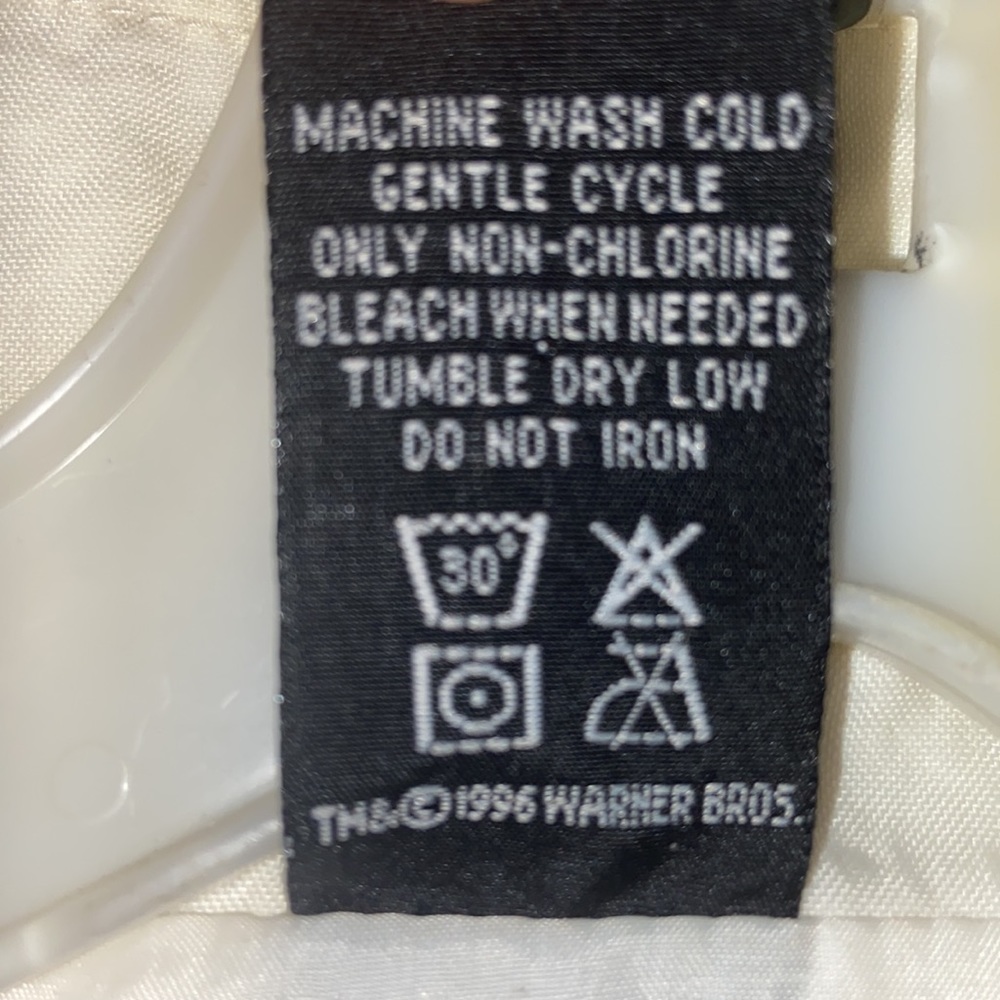 MACHINE WASH COLD
GENTLE CYCLE
ONLY NON-CHLORINE
BLEACH WHEN NEEDED
TUMBLE DRY LOW
DO NOT IRON
30°
TM&©1996 WARNER BROS.